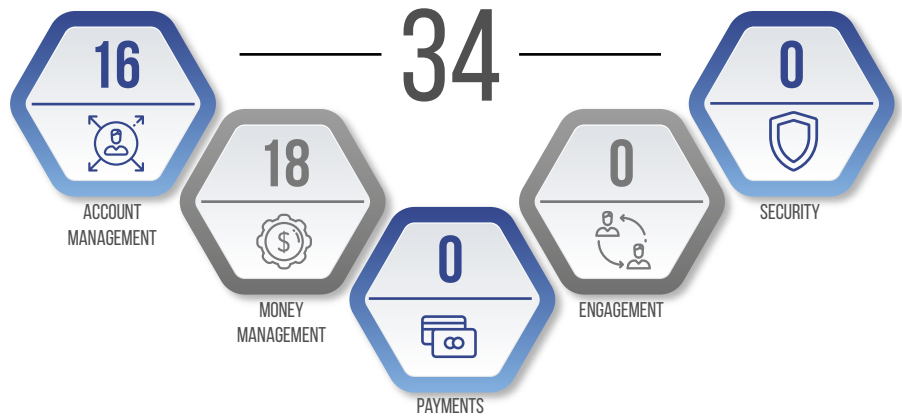 34
16
ACCOUNT
MANAGEMENT
18
MONEY
MANAGEMENT
0
PAYMENTS
0
ENGAGEMENT
0
SECURITY